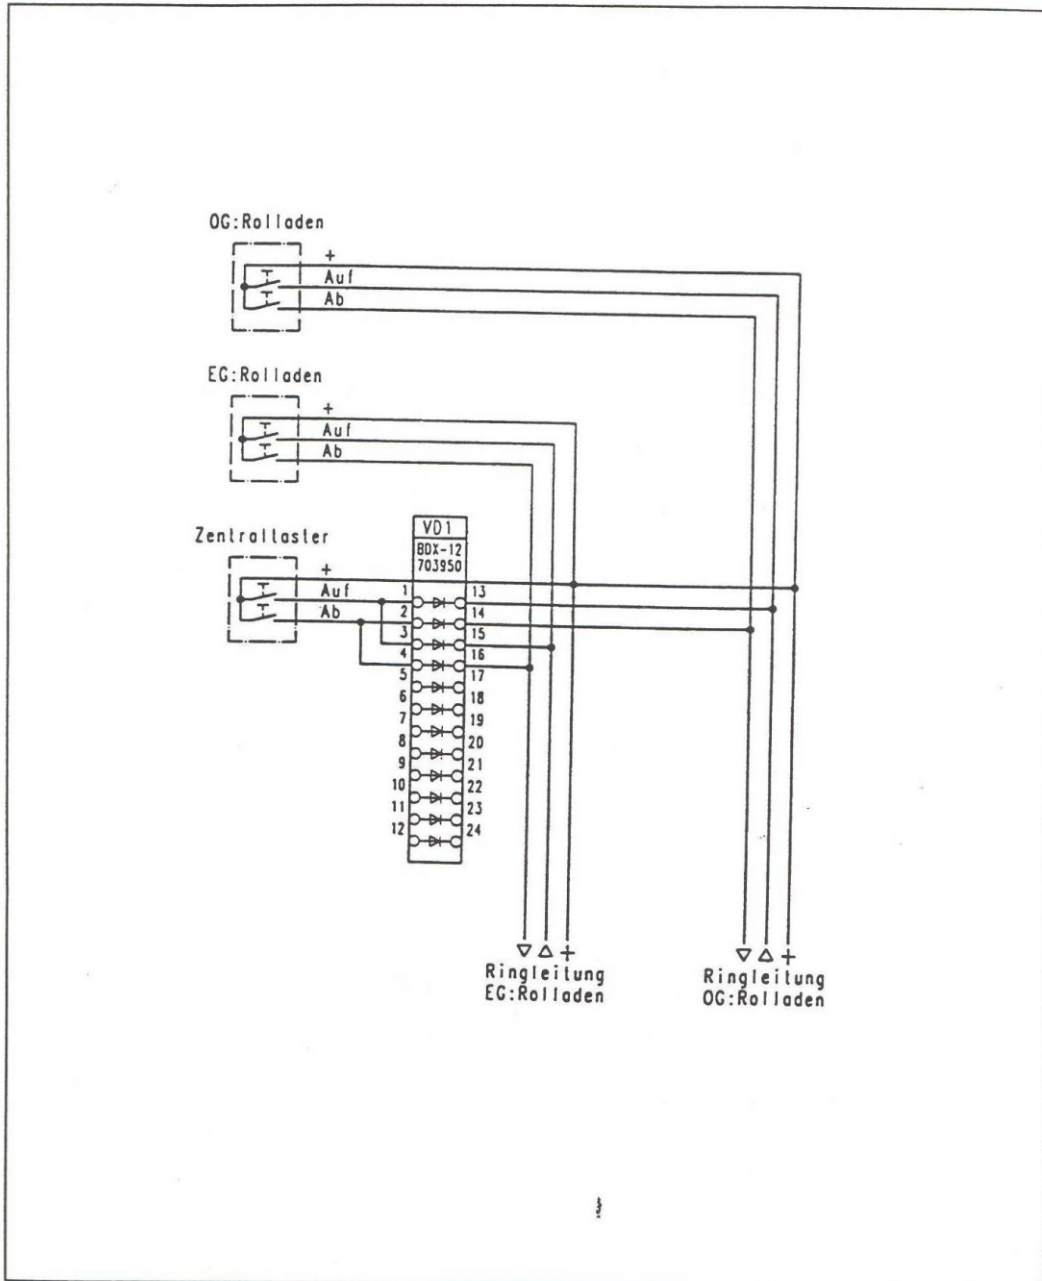 OG:Rolladen
+
Auf
Ab
EG:Rolladen
+
Auf
Ab
Zentraltaster
+
Auf
Ab
VD1
BDX-12
703950
1 13
2 14
3 15
4 16
5 17
6 18
7 19
8 20
9 21
10 22
11 23
12 24
+
Ringleitung
EG:Rolladen
+
Ringleitung
OG:Rolladen